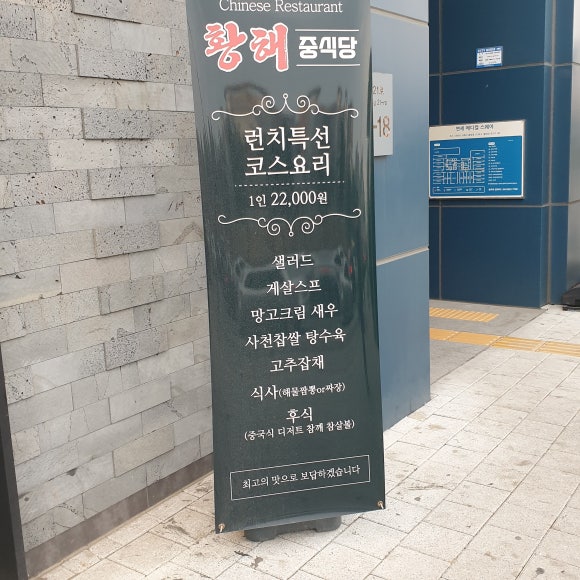 Chinese Restaurant
황해 중식당
런치특선
코스요리
1인 22,000원
샐러드
게살스프
망고크림 새우
사천찹쌀 탕수육
고추잡채
식사(해물짬뽕or짜장)
후식
(중국식 디저트 참깨 찹살볼)
최고의 맛으로 보답하겠습니다
-18